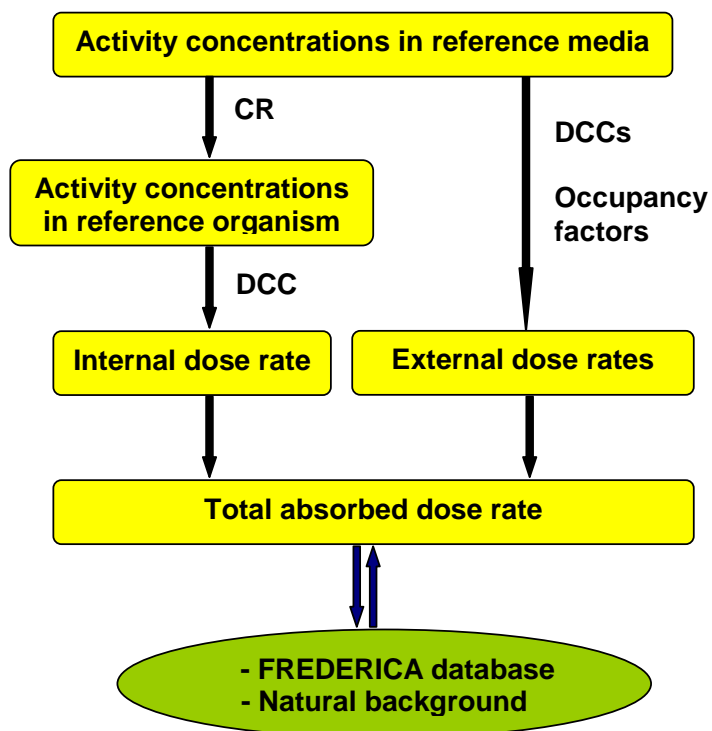 Activity concentrations in reference media
CR
DCCs
Occupancy
factors
Activity concentrations
in reference organism
DCC
Internal dose rate
External dose rates
Total absorbed dose rate
- FREDERICA database
- Natural background